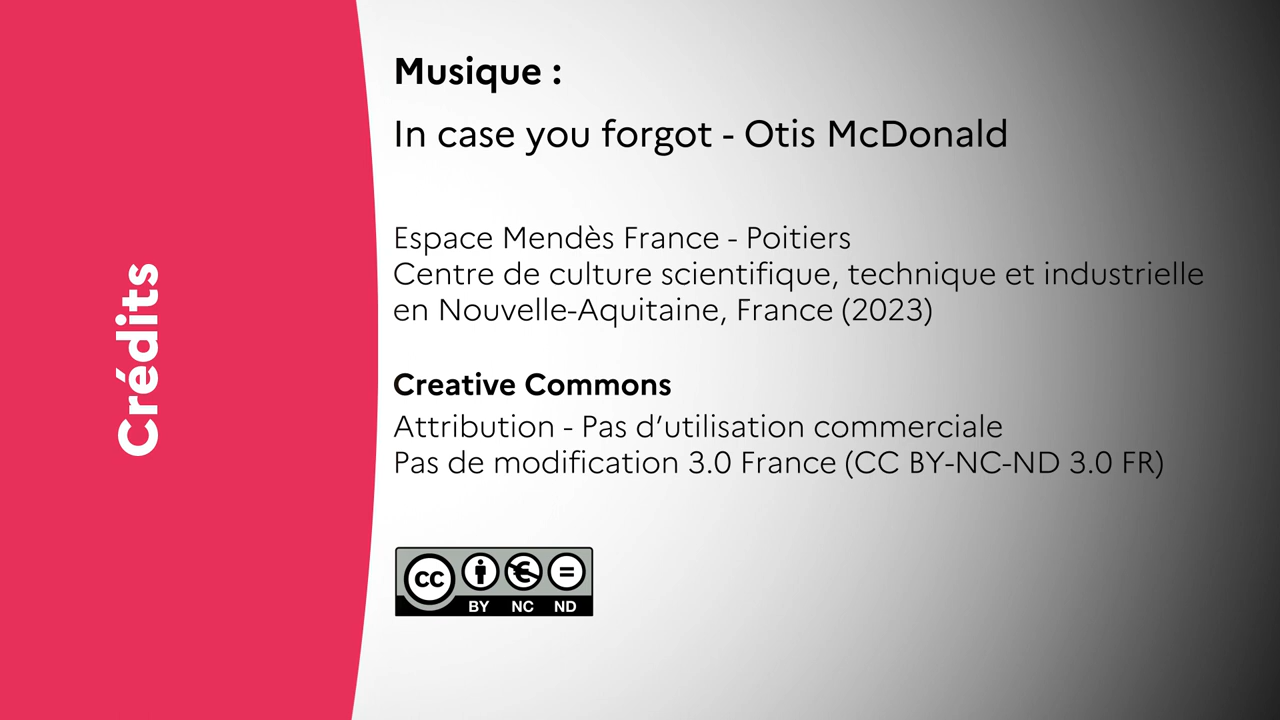 Crédits
Musique :
In case you forgot - Otis McDonald
Espace Mendès France - Poitiers
Centre de culture scientifique, technique et industrielle
en Nouvelle-Aquitaine, France (2023)
Creative Commons
Attribution - Pas d’utilisation commerciale
Pas de modification 3.0 France (CC BY-NC-ND 3.0 FR)
cc
BY NC ND